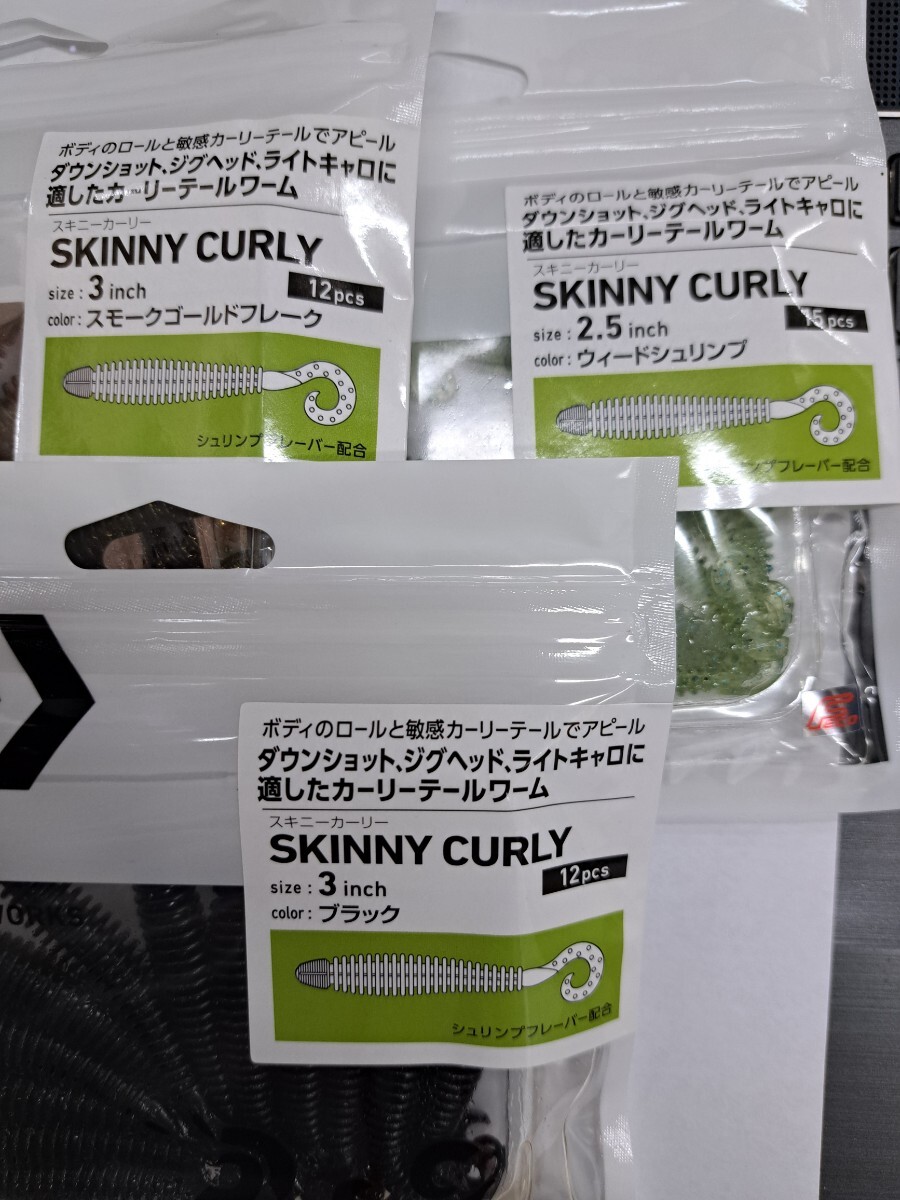 ボディのロールと敏感カーリーテールでアピール
ダウンショット、ジグヘッド、ライトキャロに
適したカーリーテールワーム
スキニーカーリー
SKINNY CURLY
size : 3 inch
12pcs
color : スモークゴールドフレーク
シュリンプフレーバー配合
ボディのロールと敏感カーリーテールでアピール
ダウンショット、ジグヘッド、ライトキャロに
適したカーリーテールワーム
スキニーカーリー
SKINNY CURLY
size : 2.5 inch
15pcs
color : ウィードシュリンプ
リンプフレーバー配合
ボディのロールと敏感カーリーテールでアピール
ダウンショット、ジグヘッド、ライトキャロに
適したカーリーテールワーム
スキニーカーリー
SKINNY CURLY
size : 3 inch
12pcs
color : ブラック
シュリンプフレーバー配合
WORKS